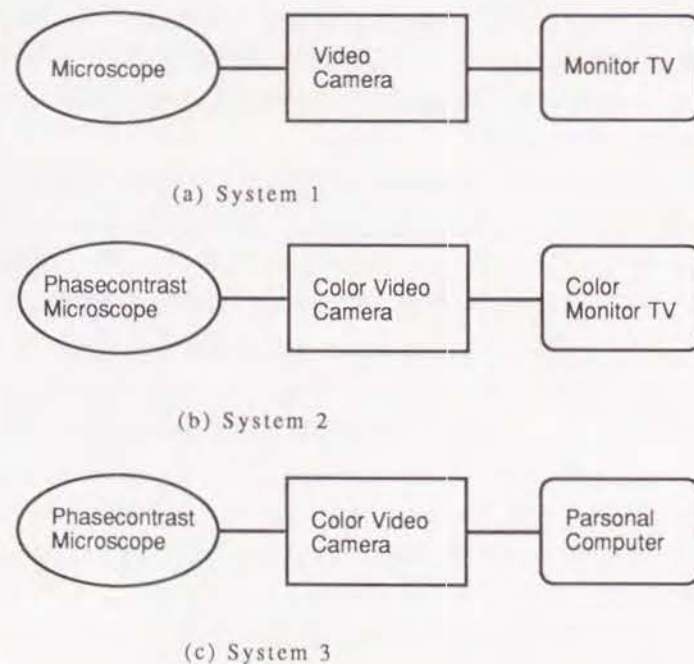 Microscope
Video
Camera
Monitor TV
(a) System 1
Phasecontrast
Microscope
Color Video
Camera
Color
Monitor TV
(b) System 2
Phasecontrast
Microscope
Color Video
Camera
Parsonal
Computer
(c) System 3